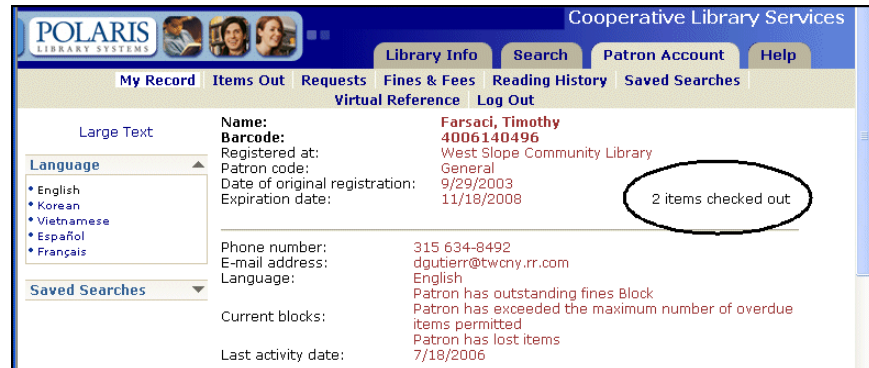 POLARIS
LIBRARY SYSTEMS
Cooperative Library Services
Library Info Search Patron Account Help
My Record Items Out Requests Fines & Fees Reading History Saved Searches
Virtual Reference Log Out
Large Text
Language
• English
• Korean
• Vietnamese
• Español
• Français
Saved Searches
Name: Farsaci, Timothy
Barcode: 4006140496
Registered at: West Slope Community Library
Patron code: General
Date of original registration: 9/29/2003
Expiration date: 11/18/2008
2 items checked out
Phone number: 315 634-8492
E-mail address: dgutierr@twcny.rr.com
Language: English
Patron has outstanding fines Block
Current blocks: Patron has exceeded the maximum number of overdue
items permitted
Patron has lost items
Last activity date: 7/18/2006